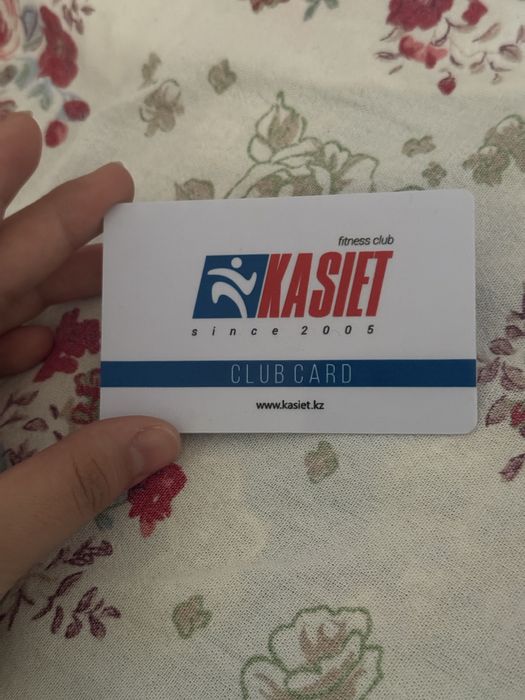 fitness club
KASIET
since 2005
CLUB CARD
www.kasiet.kz